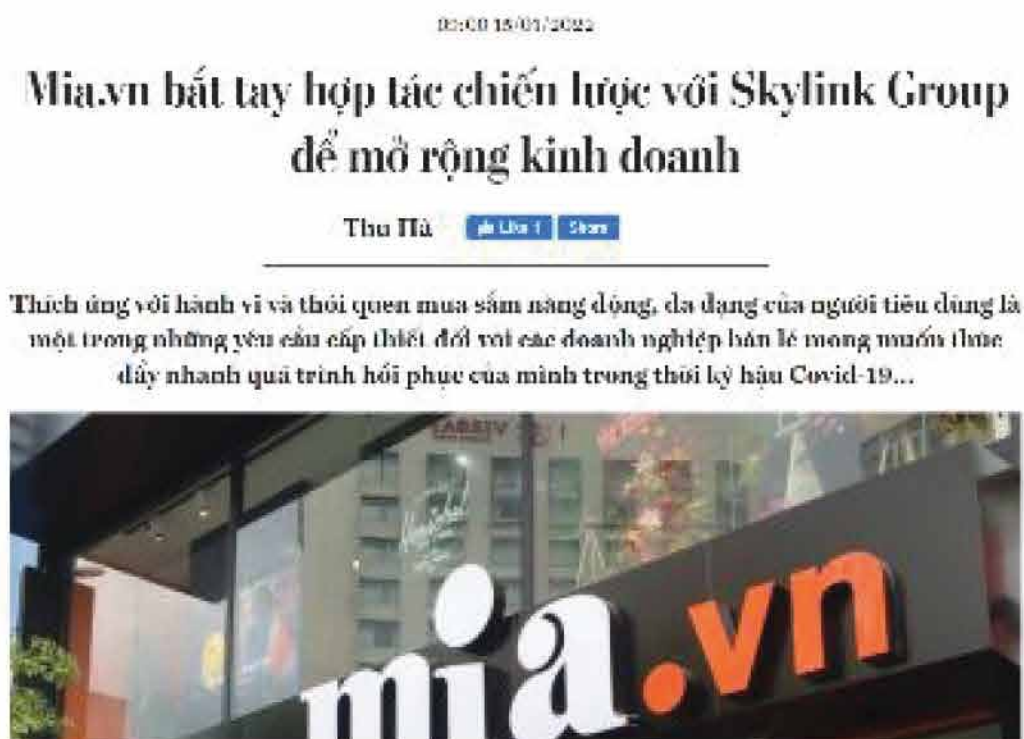 Mia.vn bắt tay hợp tác chiến lược với Skylink Group
để mở rộng kinh doanh
Thu Hà Like 1 Share
Thích ứng với hành vi và thói quen mua sắm năng động, đa dạng của người tiêu dùng là
một trong những yêu cầu cấp thiết đối với các doanh nghiệp bán lẻ mong muốn thúc
đẩy nhanh quá trình hồi phục của mình trong thời kỳ hậu Covid-19...
mia.vn